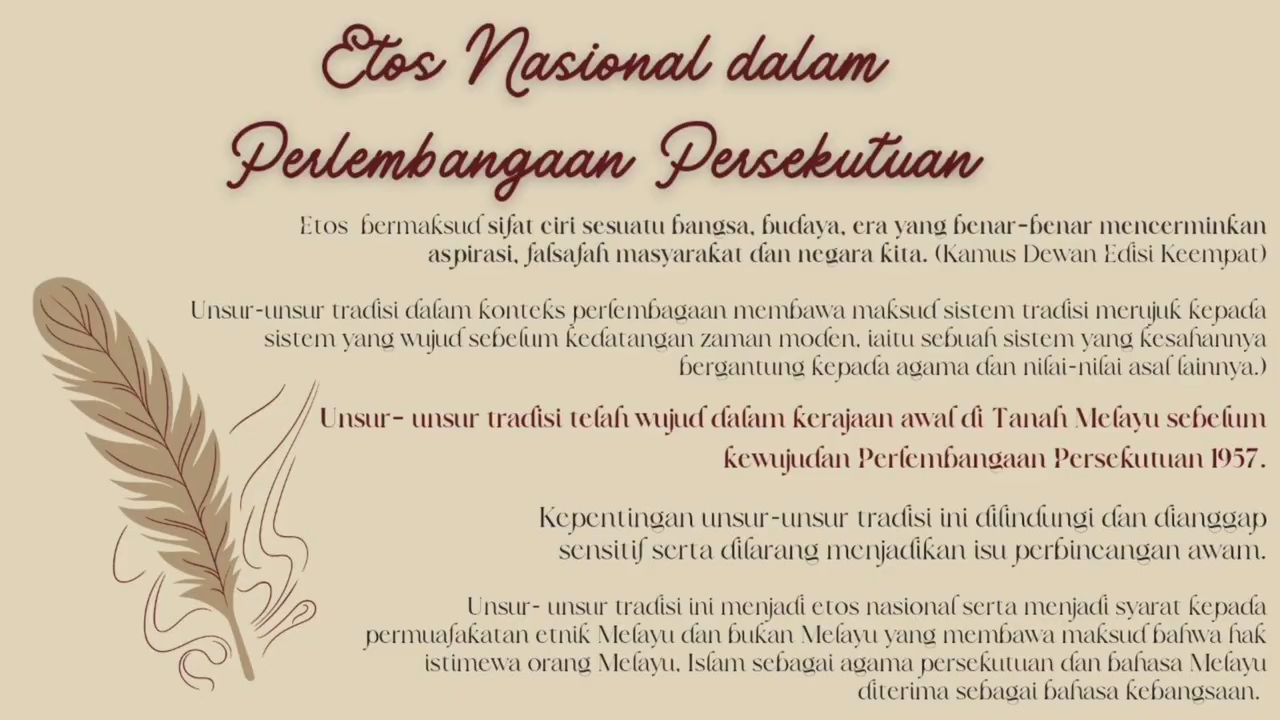 Etos Nasional dalam
Perlembangaan Persekutuan
Etos bermaksud sifat ciri sesuatu bangsa, budaya, era yang benar-benar mencerminkan
aspirasi, falsafah masyarakat dan negara kita. (Kamus Dewan Edisi Keempat)
Unsur-unsur tradisi dalam konteks perlembagaan membawa maksud sistem tradisi merujuk kepada
sistem yang wujud sebelum kedatangan zaman moden, iaitu sebuah sistem yang kesahannya
bergantung kepada agama dan nilai-nilai asal lainnya.)
Unsur- unsur tradisi telah wujud dalam kerajaan awal di Tanah Melayu sebelum
kewujudan Perlembangaan Persekutuan 1957.
Kepentingan unsur-unsur tradisi ini dilindungi dan dianggap
sensitif serta dilarang menjadikan isu perbincangan awam.
Unsur- unsur tradisi ini menjadi etos nasional serta menjadi syarat kepada
permuafakatan etnik Melayu dan bukan Melayu yang membawa maksud bahwa hak
istimewa orang Melayu, Islam sebagai agama persekutuan dan bahasa Melayu
diterima sebagai bahasa kebangsaan.